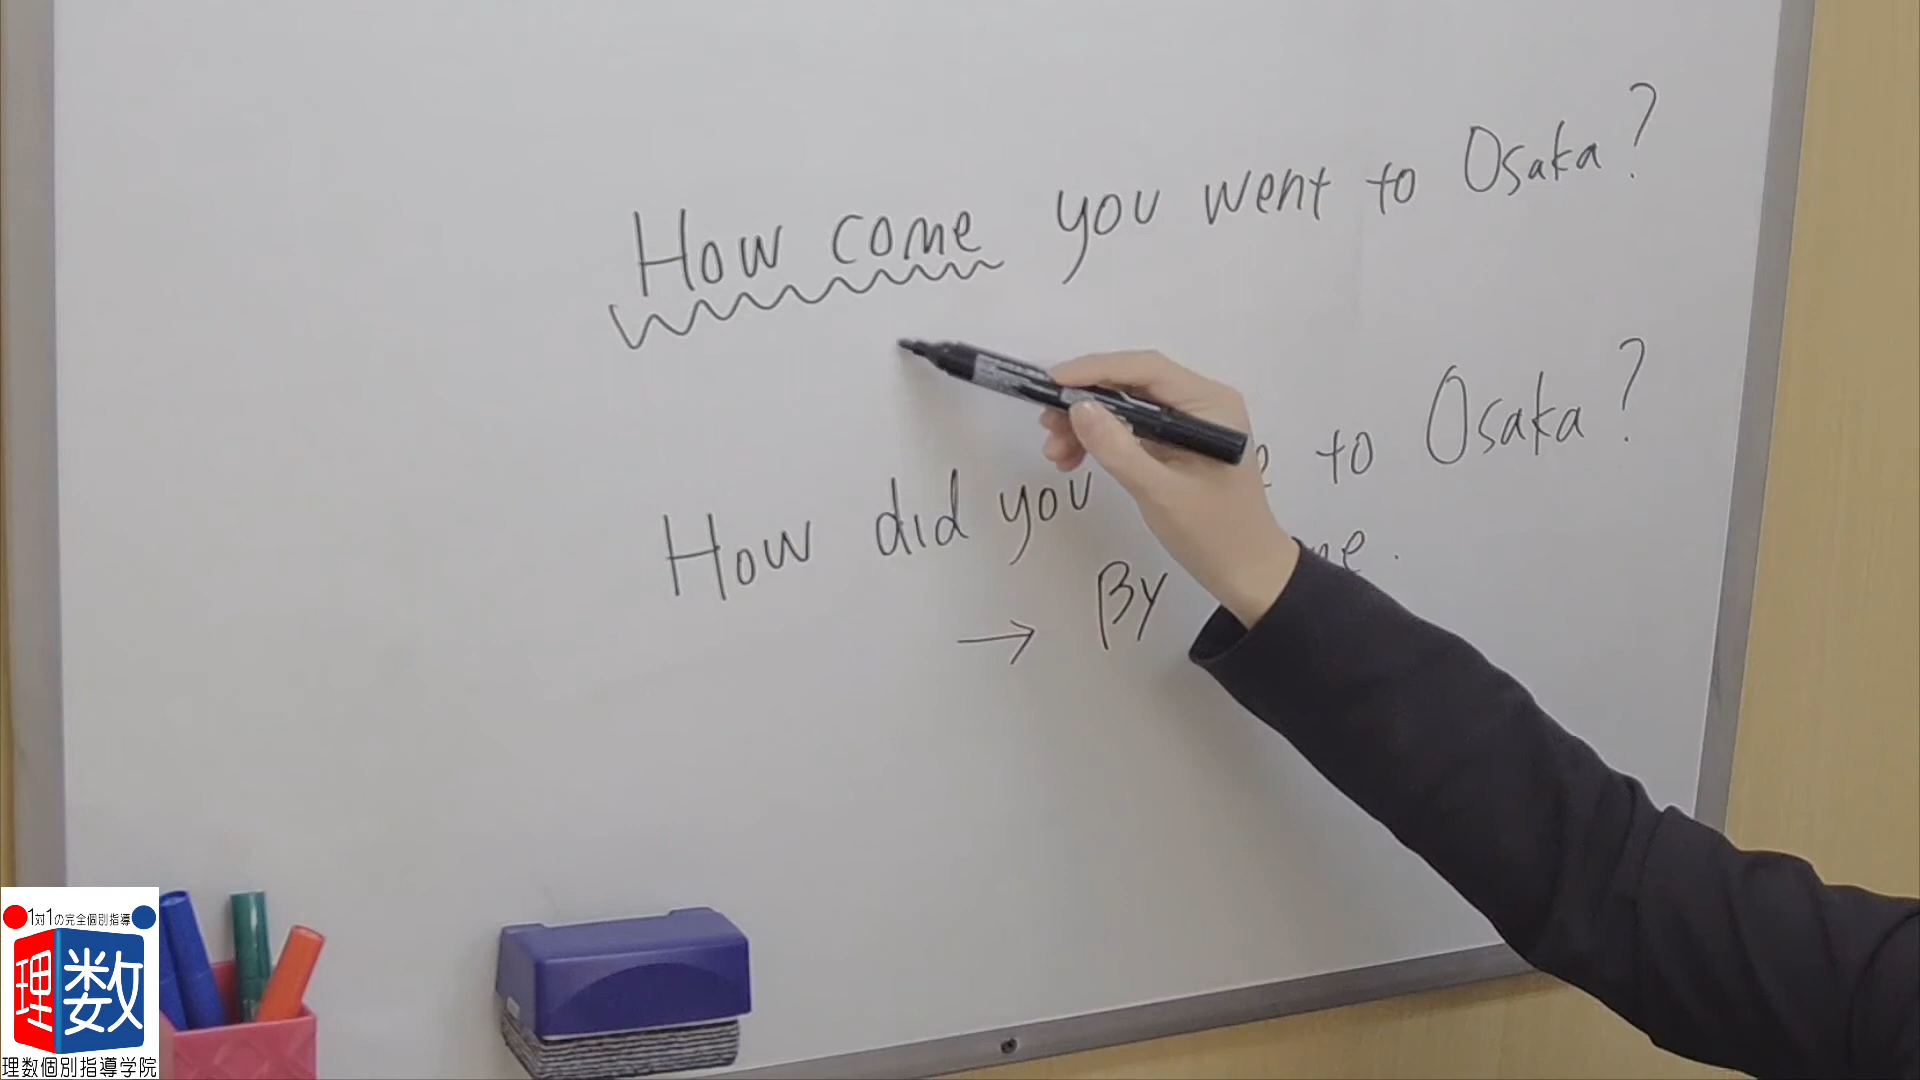 How come you went to Osaka?
How did you to Osaka?
→ By
1対1の完全個別指導
理数
理数個別指導学院